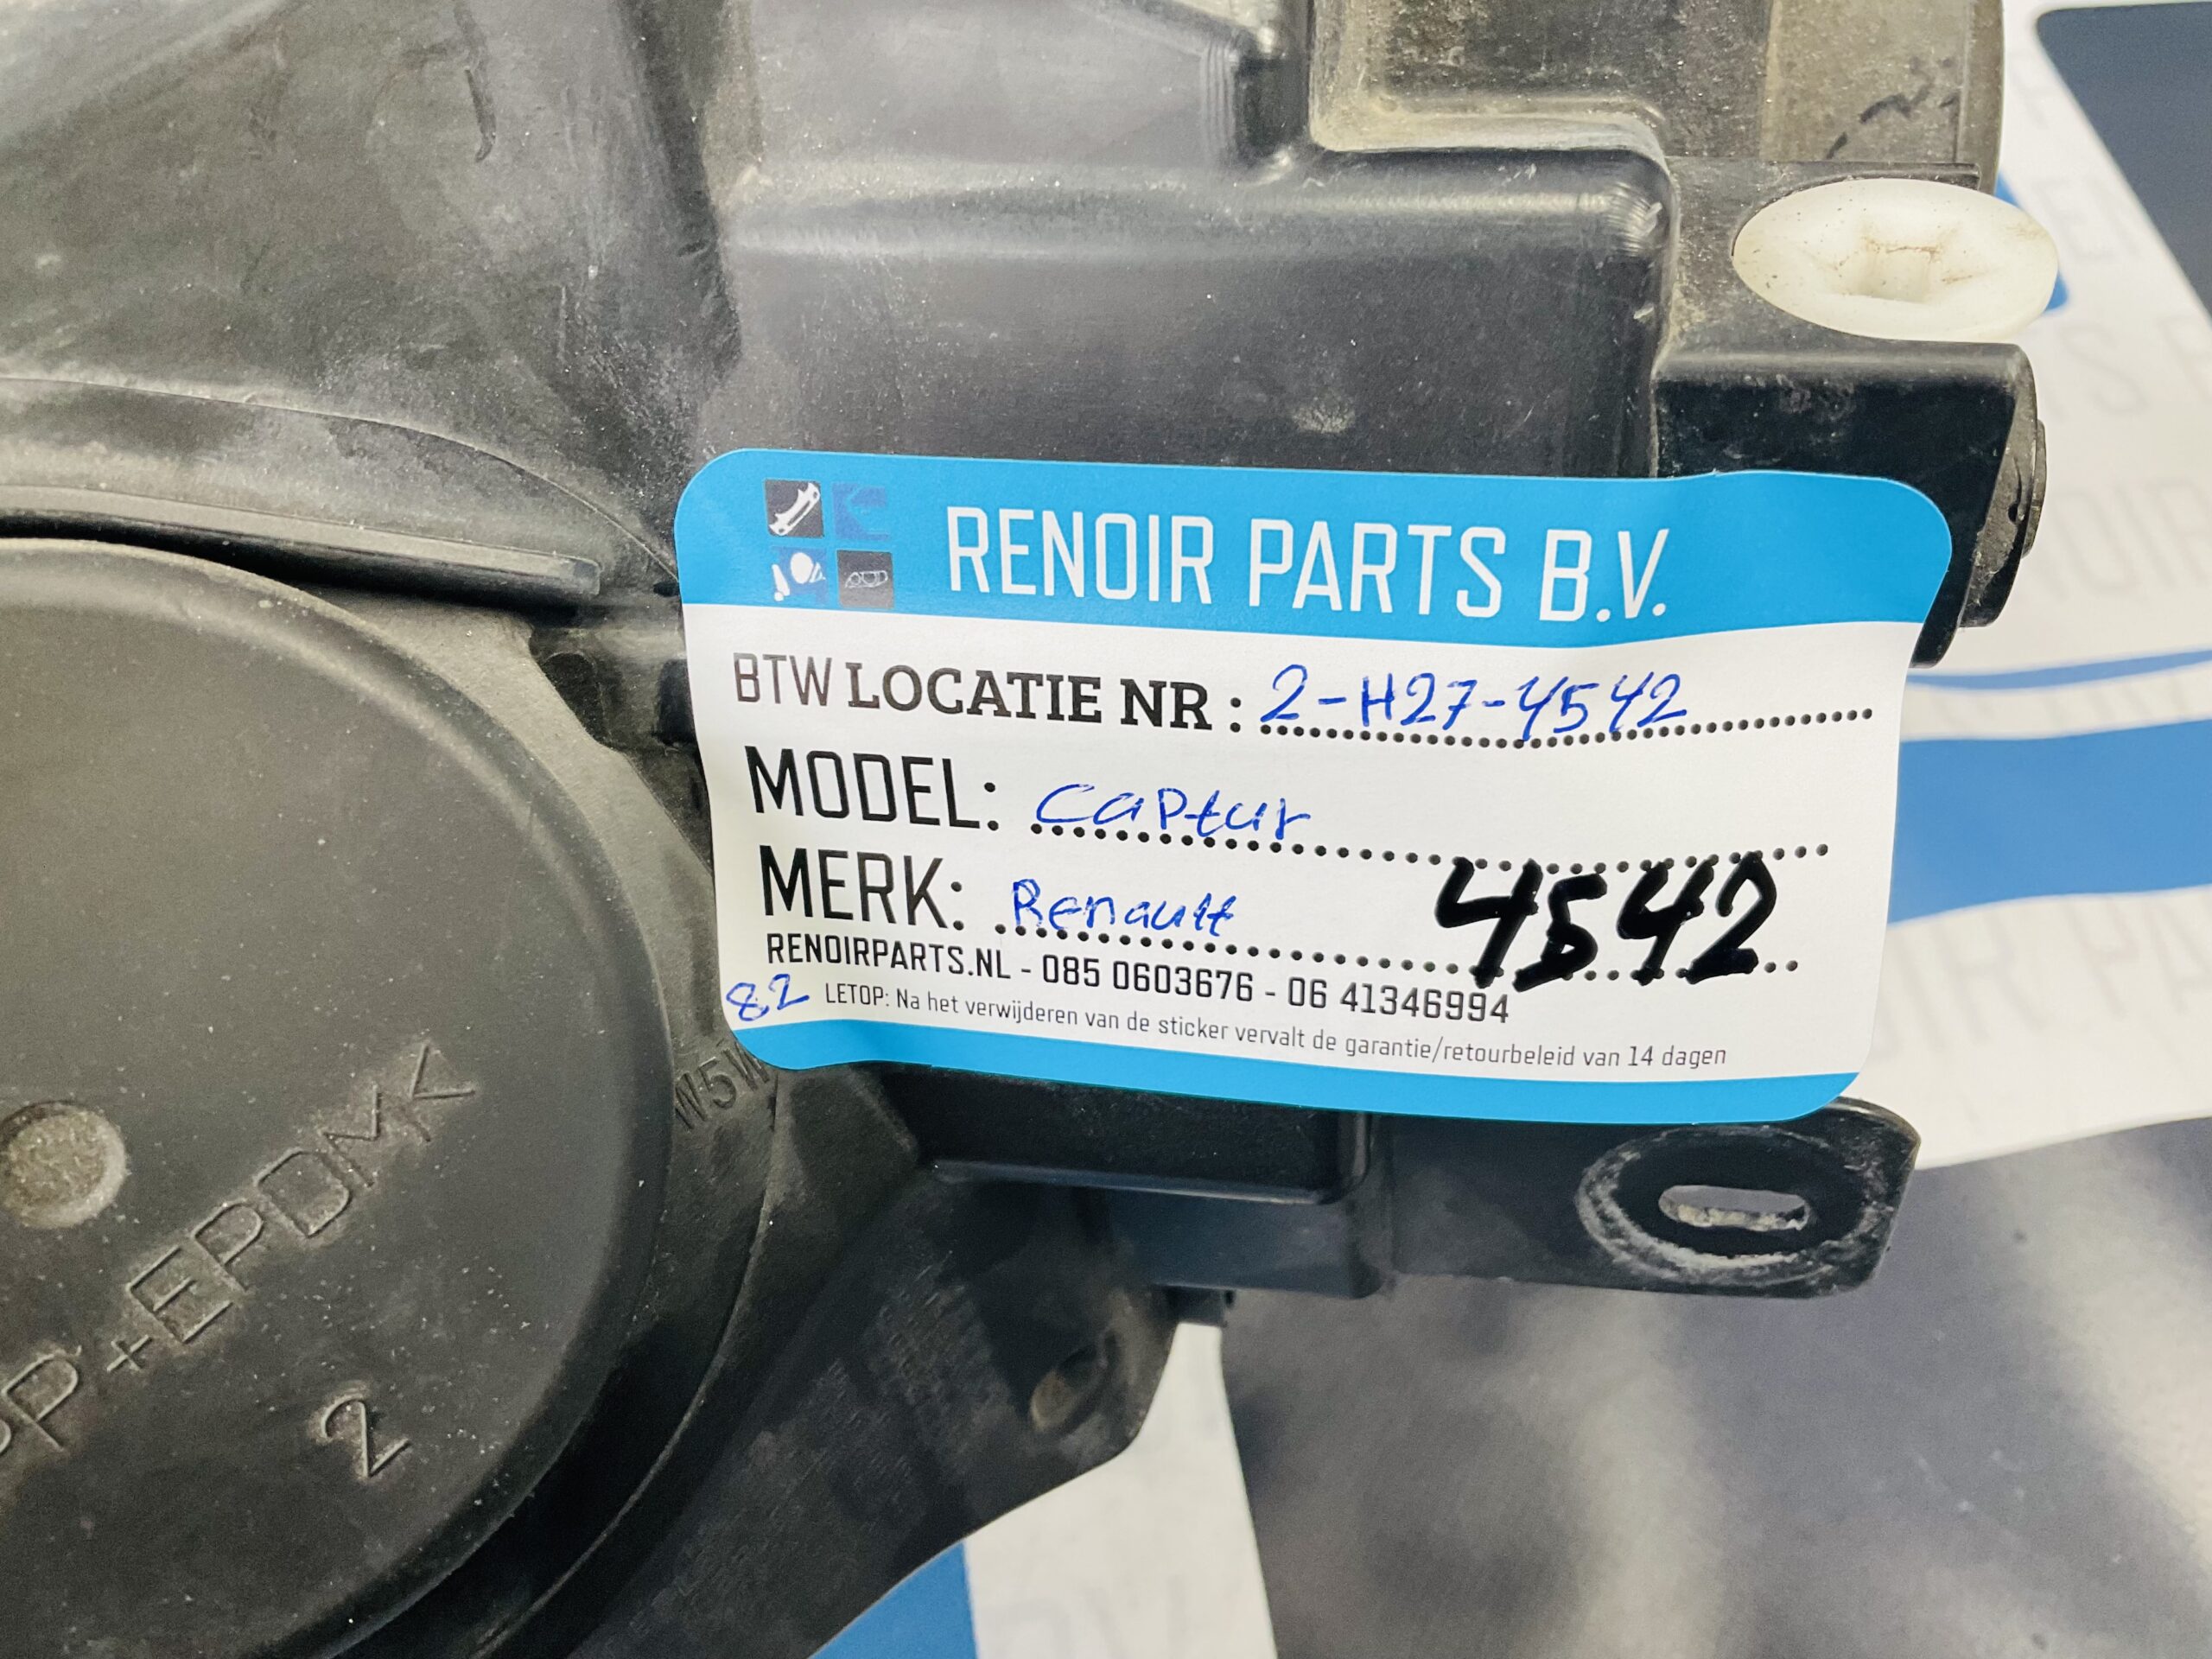 RENOIR PARTS B.V.
BTW LOCATIE NR : 2-H27-4542
MODEL: captur
MERK: Renault
4542
RENOIRPARTS.NL - 085 0603676 - 06 41346994
82 LETOP: Na het verwijderen van de sticker vervalt de garantie/retourbeleid van 14 dagen
W5W
PP+EPDM<
2